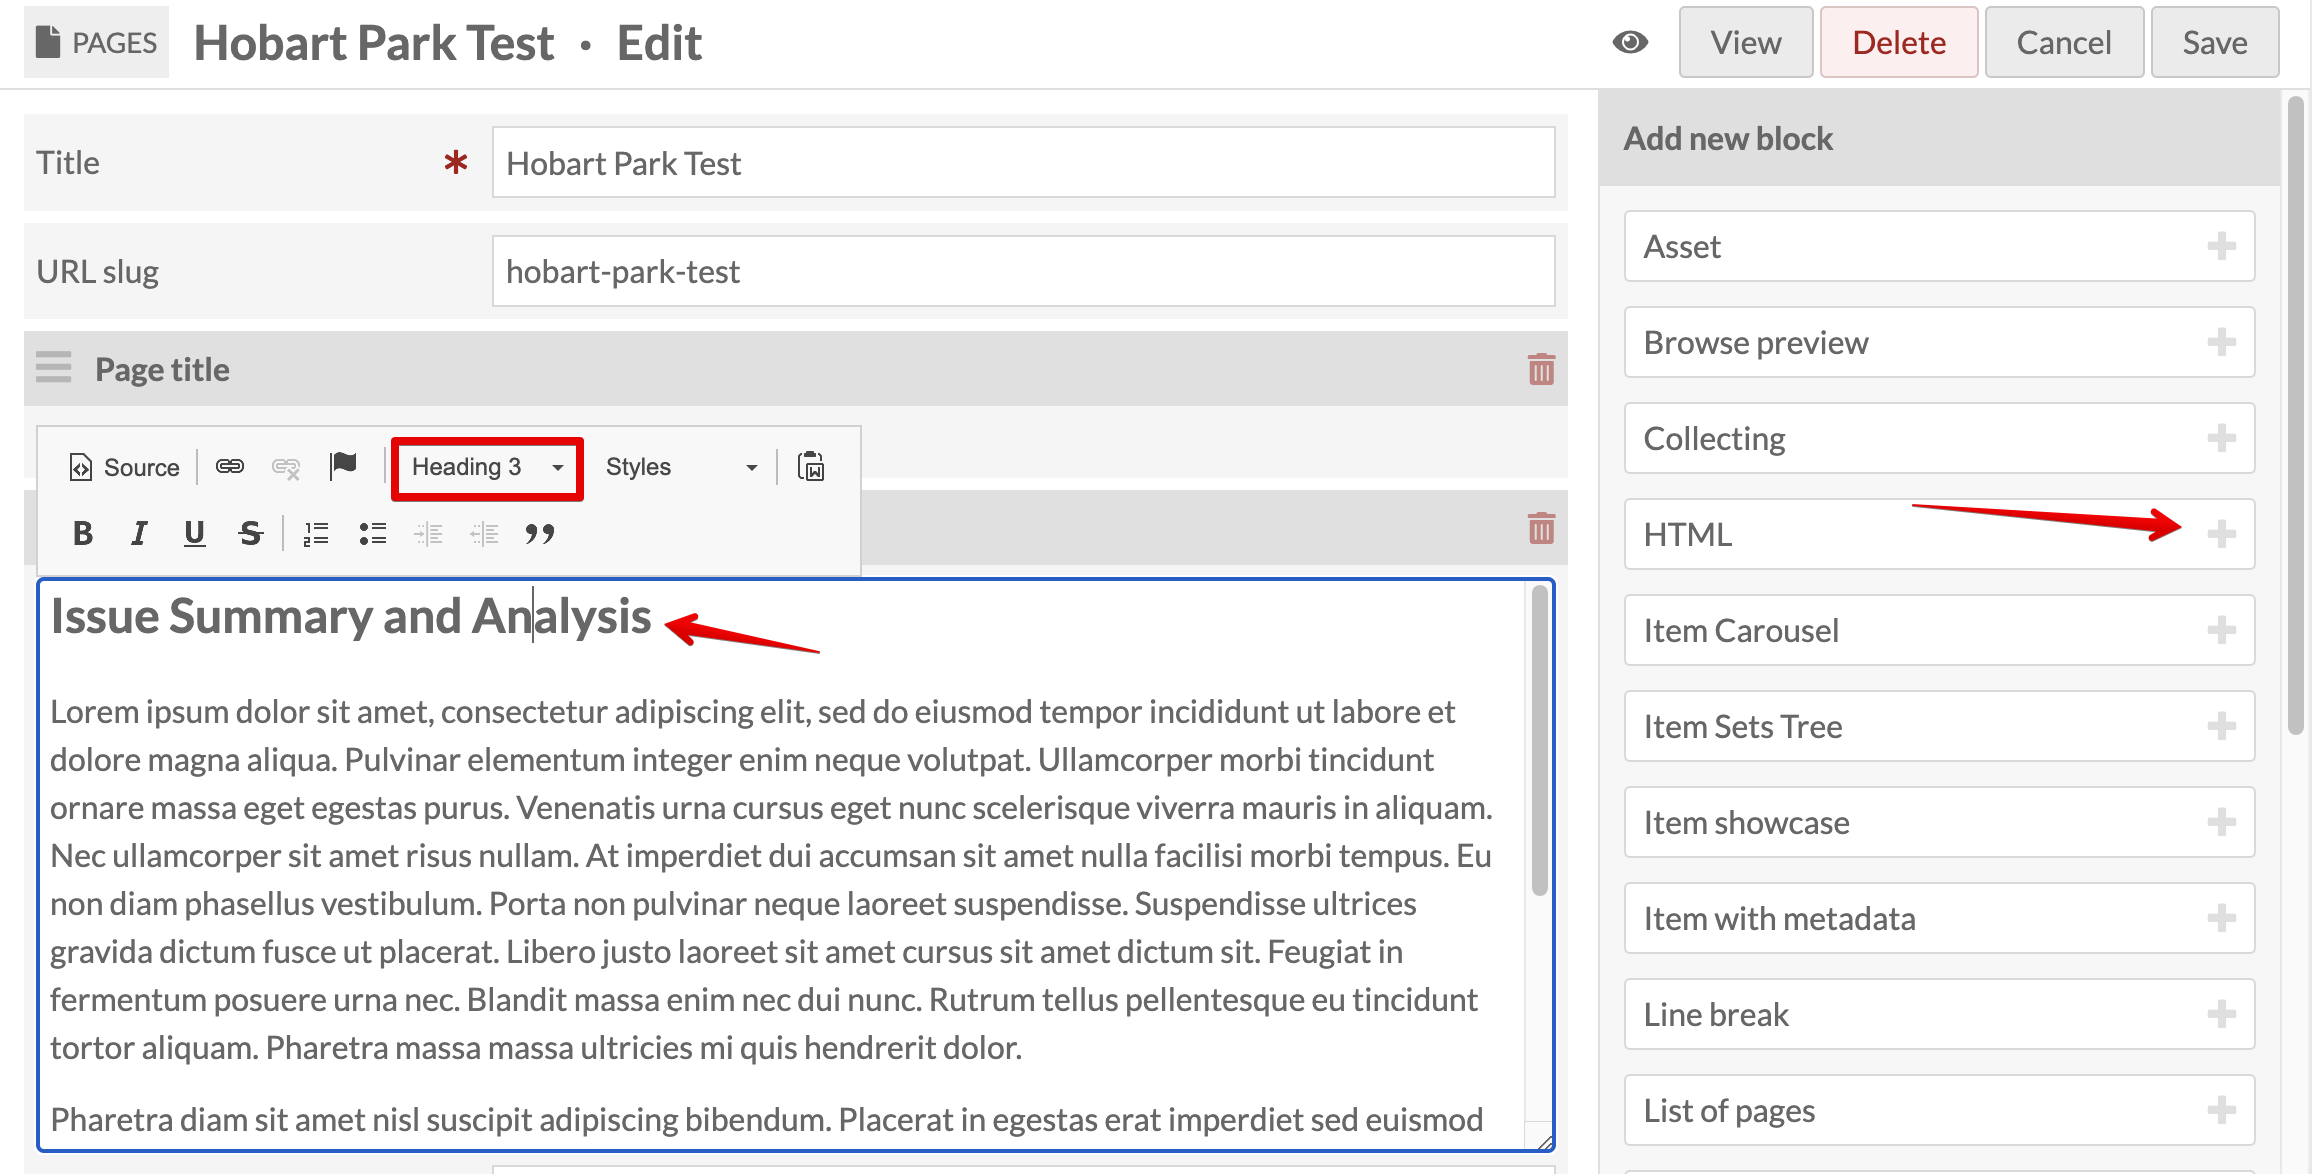 PAGES
Hobart Park Test · Edit
View
Delete
Cancel
Save
Title *
Hobart Park Test
URL slug
hobart-park-test
Page title
Source
Heading 3
Styles
B I U S
Issue Summary and Analysis
Lorem ipsum dolor sit amet, consectetur adipiscing elit, sed do eiusmod tempor incididunt ut labore et
dolore magna aliqua. Pulvinar elementum integer enim neque volutpat. Ullamcorper morbi tincidunt
ornare massa eget egestas purus. Venenatis urna cursus eget nunc scelerisque viverra mauris in aliquam.
Nec ullamcorper sit amet risus nullam. At imperdiet dui accumsan sit amet nulla facilisi morbi tempus. Eu
non diam phasellus vestibulum. Porta non pulvinar neque laoreet suspendisse. Suspendisse ultrices
gravida dictum fusce ut placerat. Libero justo laoreet sit amet cursus sit amet dictum sit. Feugiat in
fermentum posuere urna nec. Blandit massa enim nec dui nunc. Rutrum tellus pellentesque eu tincidunt
tortor aliquam. Pharetra massa massa ultricies mi quis hendrerit dolor.
Pharetra diam sit amet nisl suscipit adipiscing bibendum. Placerat in egestas erat imperdiet sed euismod
Add new block
Asset
Browse preview
Collecting
HTML
Item Carousel
Item Sets Tree
Item showcase
Item with metadata
Line break
List of pages